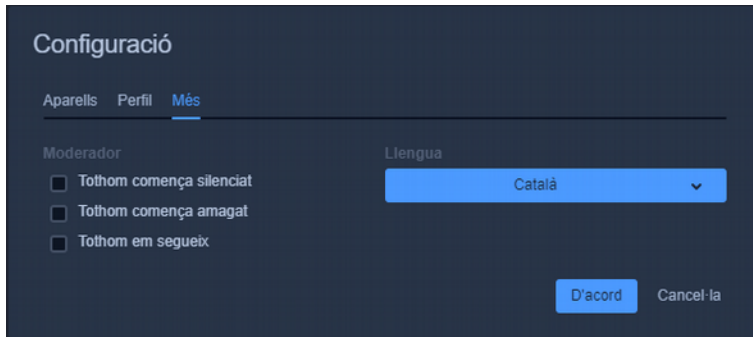 Configuració
Aparells Perfil Més
Moderador
Tothom comença silenciat
Tothom comença amagat
Tothom em segueix
Llengua
Català
D'acord Cancel·la